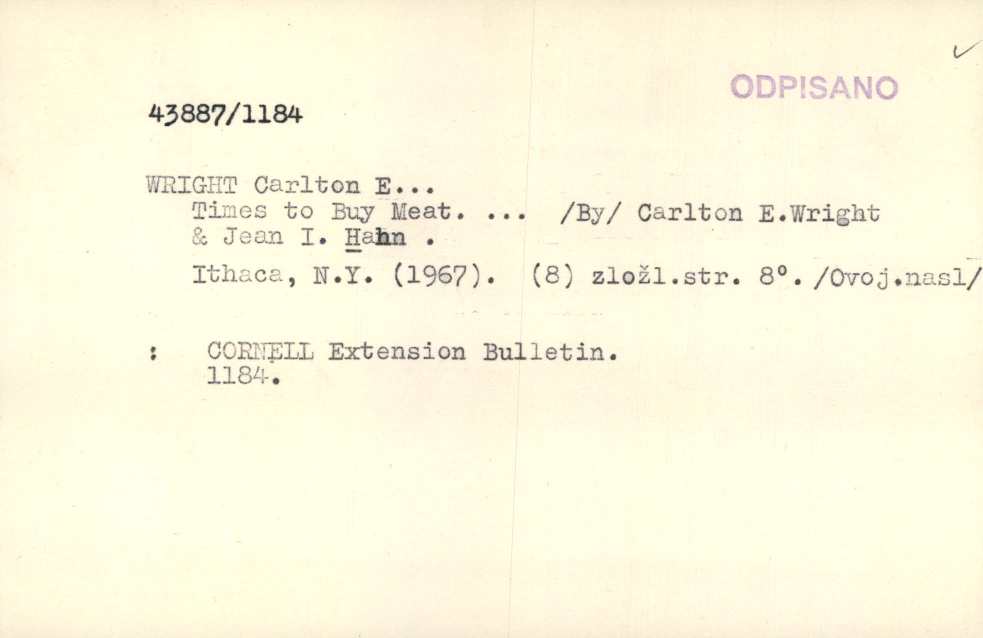 ODPISANO
43887/1184
WRIGHT Carlton E...
Times to Buy Meat. ... /By/ Carlton E.Wright
& Jean I. Hahn .
Ithaca, N.Y. (1967). (8) zložl.str. 8°. /Ovoj.nasl/
: CORNELL Extension Bulletin.
1184.